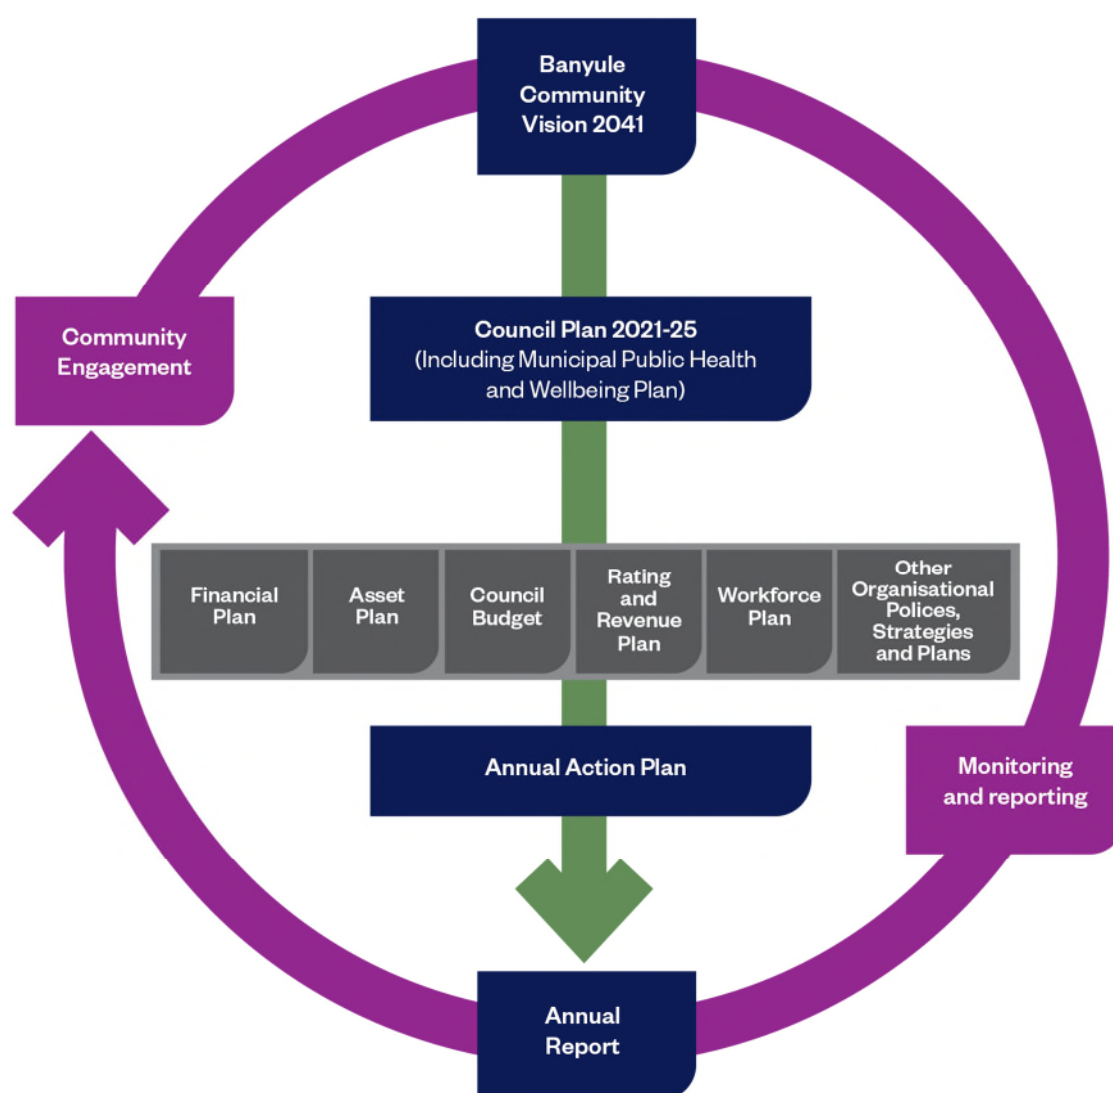 Banyule
Community
Vision 2041
Community
Engagement
Council Plan 2021-25
(Including Municipal Public Health
and Wellbeing Plan)
Financial
Plan
Asset
Plan
Council
Budget
Rating
and
Revenue
Plan
Workforce
Plan
Other
Organisational
Polices,
Strategies
and Plans
Annual Action Plan
Monitoring
and reporting
Annual
Report